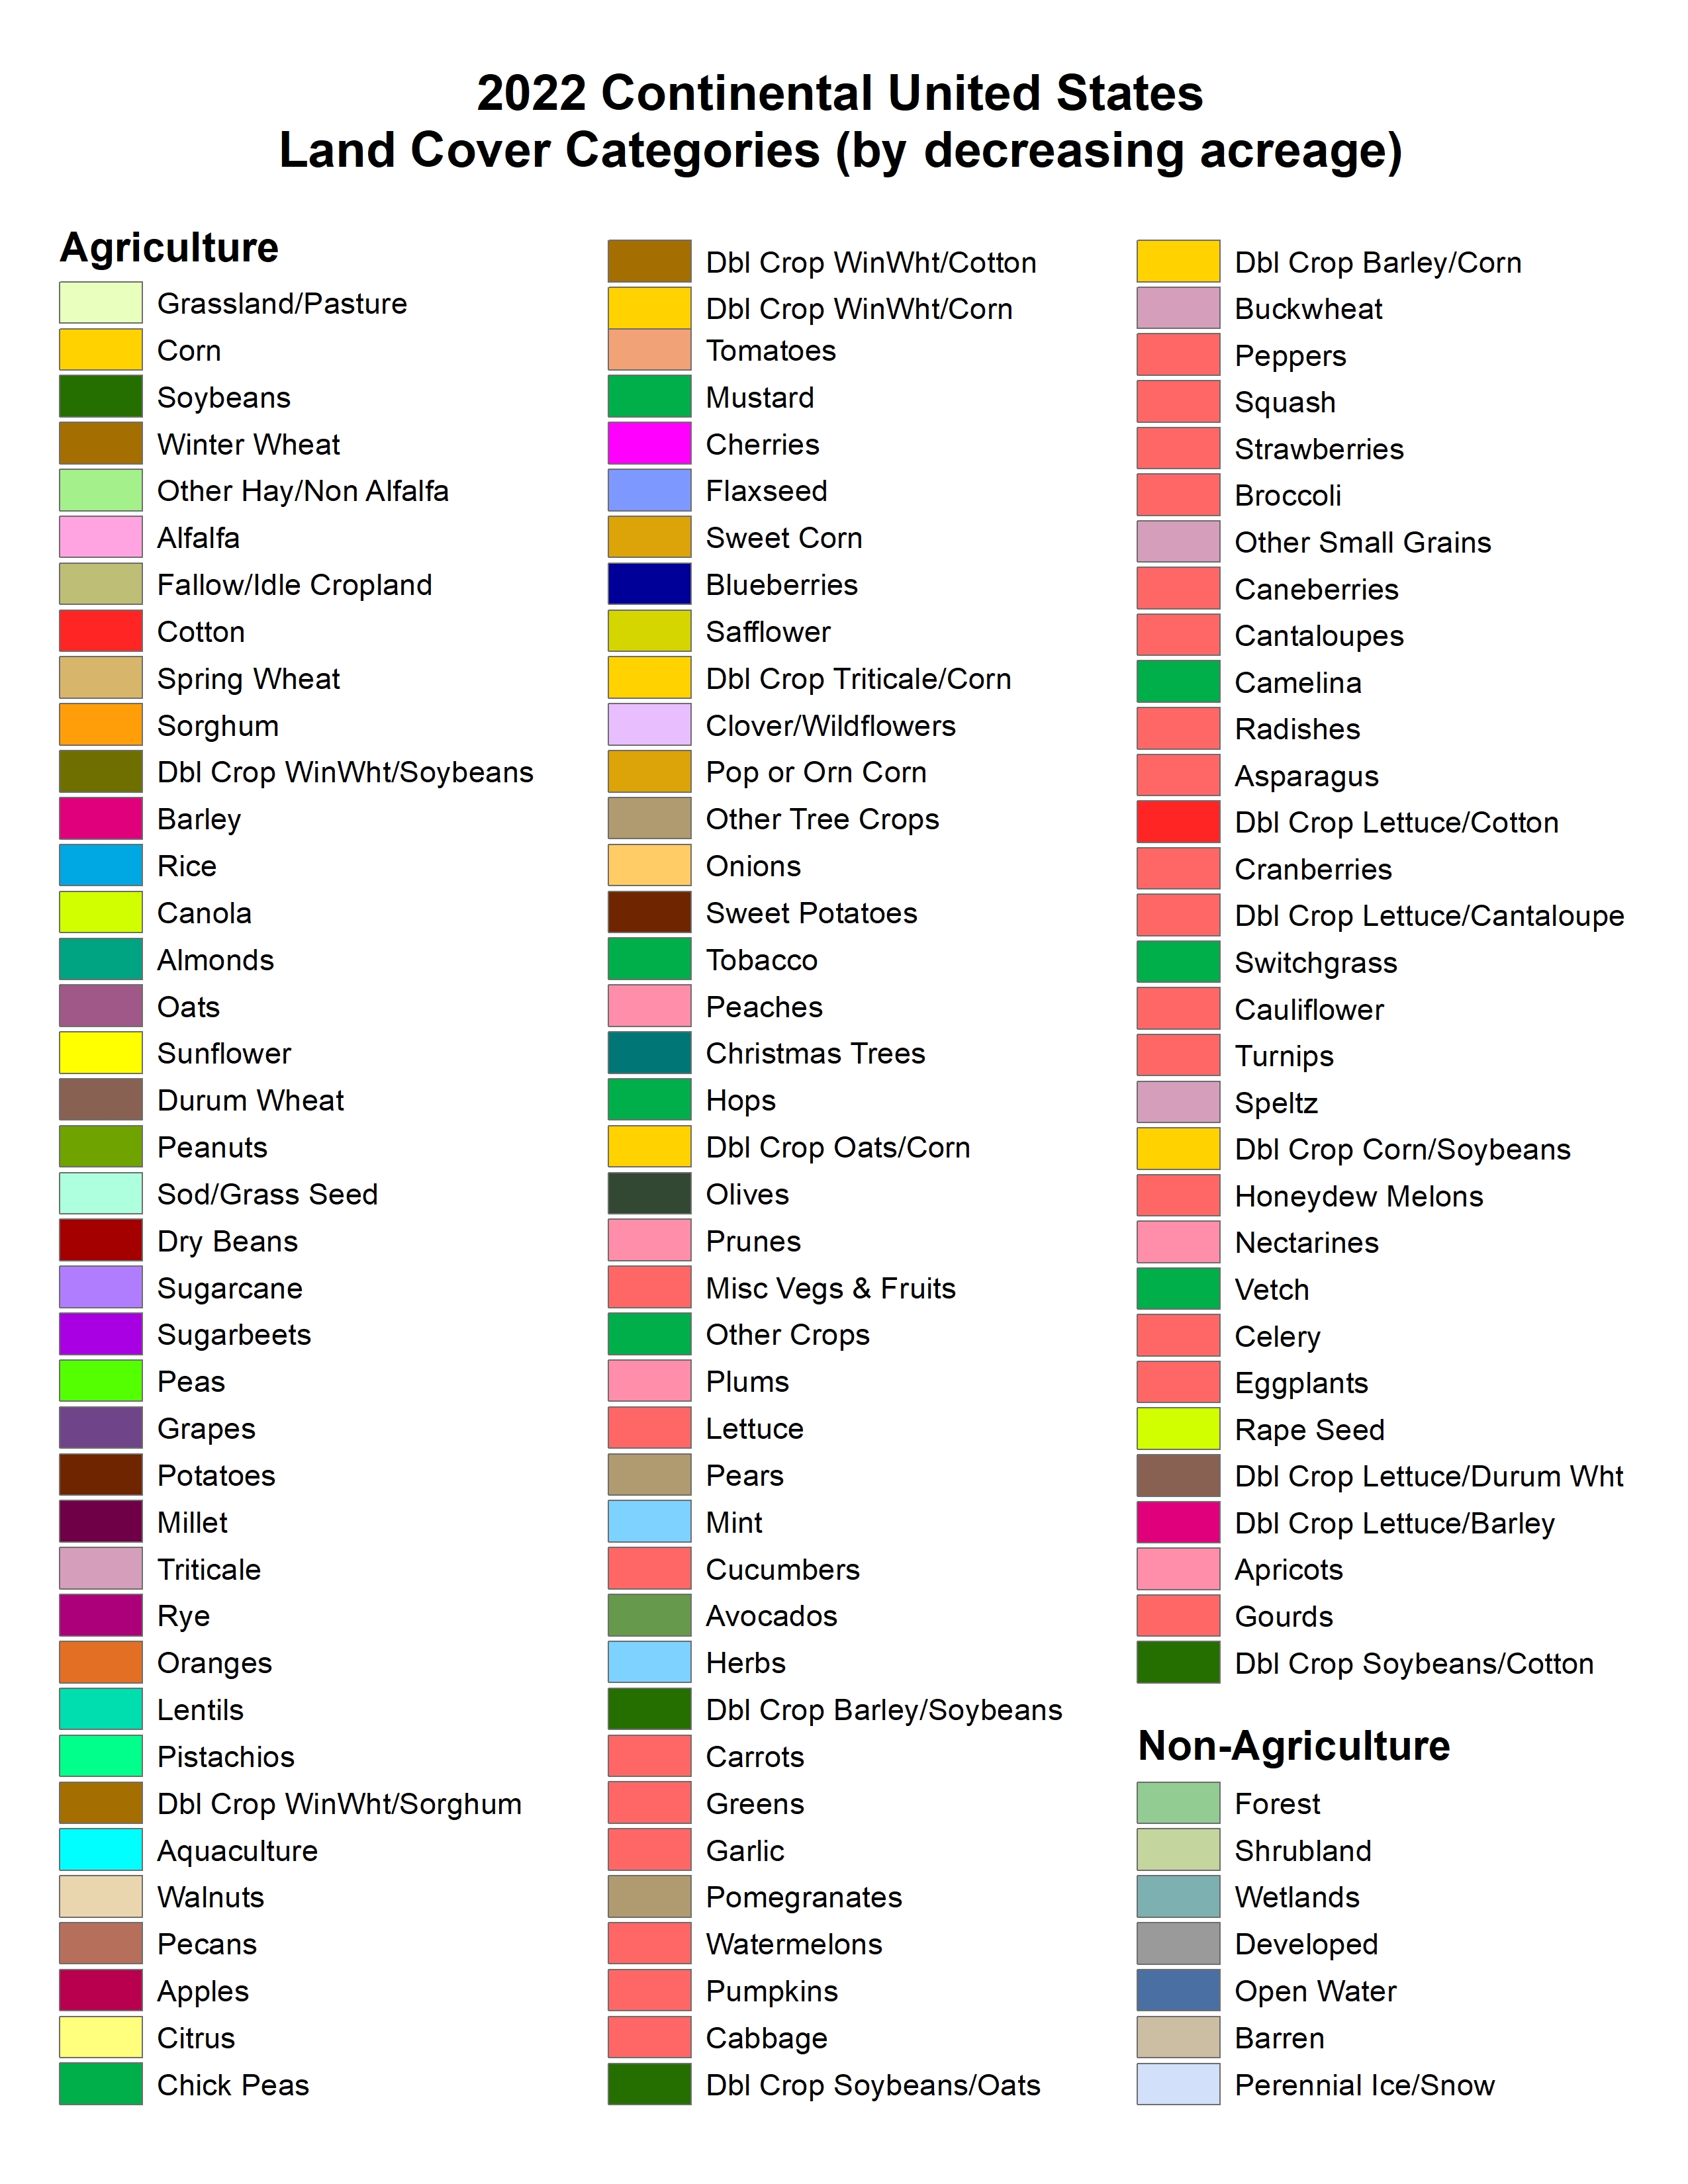 2022 Continental United States
Land Cover Categories (by decreasing acreage)
Agriculture
Grassland/Pasture
Corn
Soybeans
Winter Wheat
Other Hay/Non Alfalfa
Alfalfa
Fallow/Idle Cropland
Cotton
Spring Wheat
Sorghum
Dbl Crop WinWht/Soybeans
Barley
Rice
Canola
Almonds
Oats
Sunflower
Durum Wheat
Peanuts
Sod/Grass Seed
Dry Beans
Sugarcane
Sugarbeets
Peas
Grapes
Potatoes
Millet
Triticale
Rye
Oranges
Lentils
Pistachios
Dbl Crop WinWht/Sorghum
Aquaculture
Walnuts
Pecans
Apples
Citrus
Chick Peas
Dbl Crop WinWht/Cotton
Dbl Crop WinWht/Corn
Tomatoes
Mustard
Cherries
Flaxseed
Sweet Corn
Blueberries
Safflower
Dbl Crop Triticale/Corn
Clover/Wildflowers
Pop or Orn Corn
Other Tree Crops
Onions
Sweet Potatoes
Tobacco
Peaches
Christmas Trees
Hops
Dbl Crop Oats/Corn
Olives
Prunes
Misc Vegs & Fruits
Other Crops
Plums
Lettuce
Pears
Mint
Cucumbers
Avocados
Herbs
Dbl Crop Barley/Soybeans
Carrots
Greens
Garlic
Pomegranates
Watermelons
Pumpkins
Cabbage
Dbl Crop Soybeans/Oats
Dbl Crop Barley/Corn
Buckwheat
Peppers
Squash
Strawberries
Broccoli
Other Small Grains
Caneberries
Cantaloupes
Camelina
Radishes
Asparagus
Dbl Crop Lettuce/Cotton
Cranberries
Dbl Crop Lettuce/Cantaloupe
Switchgrass
Cauliflower
Turnips
Speltz
Dbl Crop Corn/Soybeans
Honeydew Melons
Nectarines
Vetch
Celery
Eggplants
Rape Seed
Dbl Crop Lettuce/Durum Wht
Dbl Crop Lettuce/Barley
Apricots
Gourds
Dbl Crop Soybeans/Cotton
Non-Agriculture
Forest
Shrubland
Wetlands
Developed
Open Water
Barren
Perennial Ice/Snow